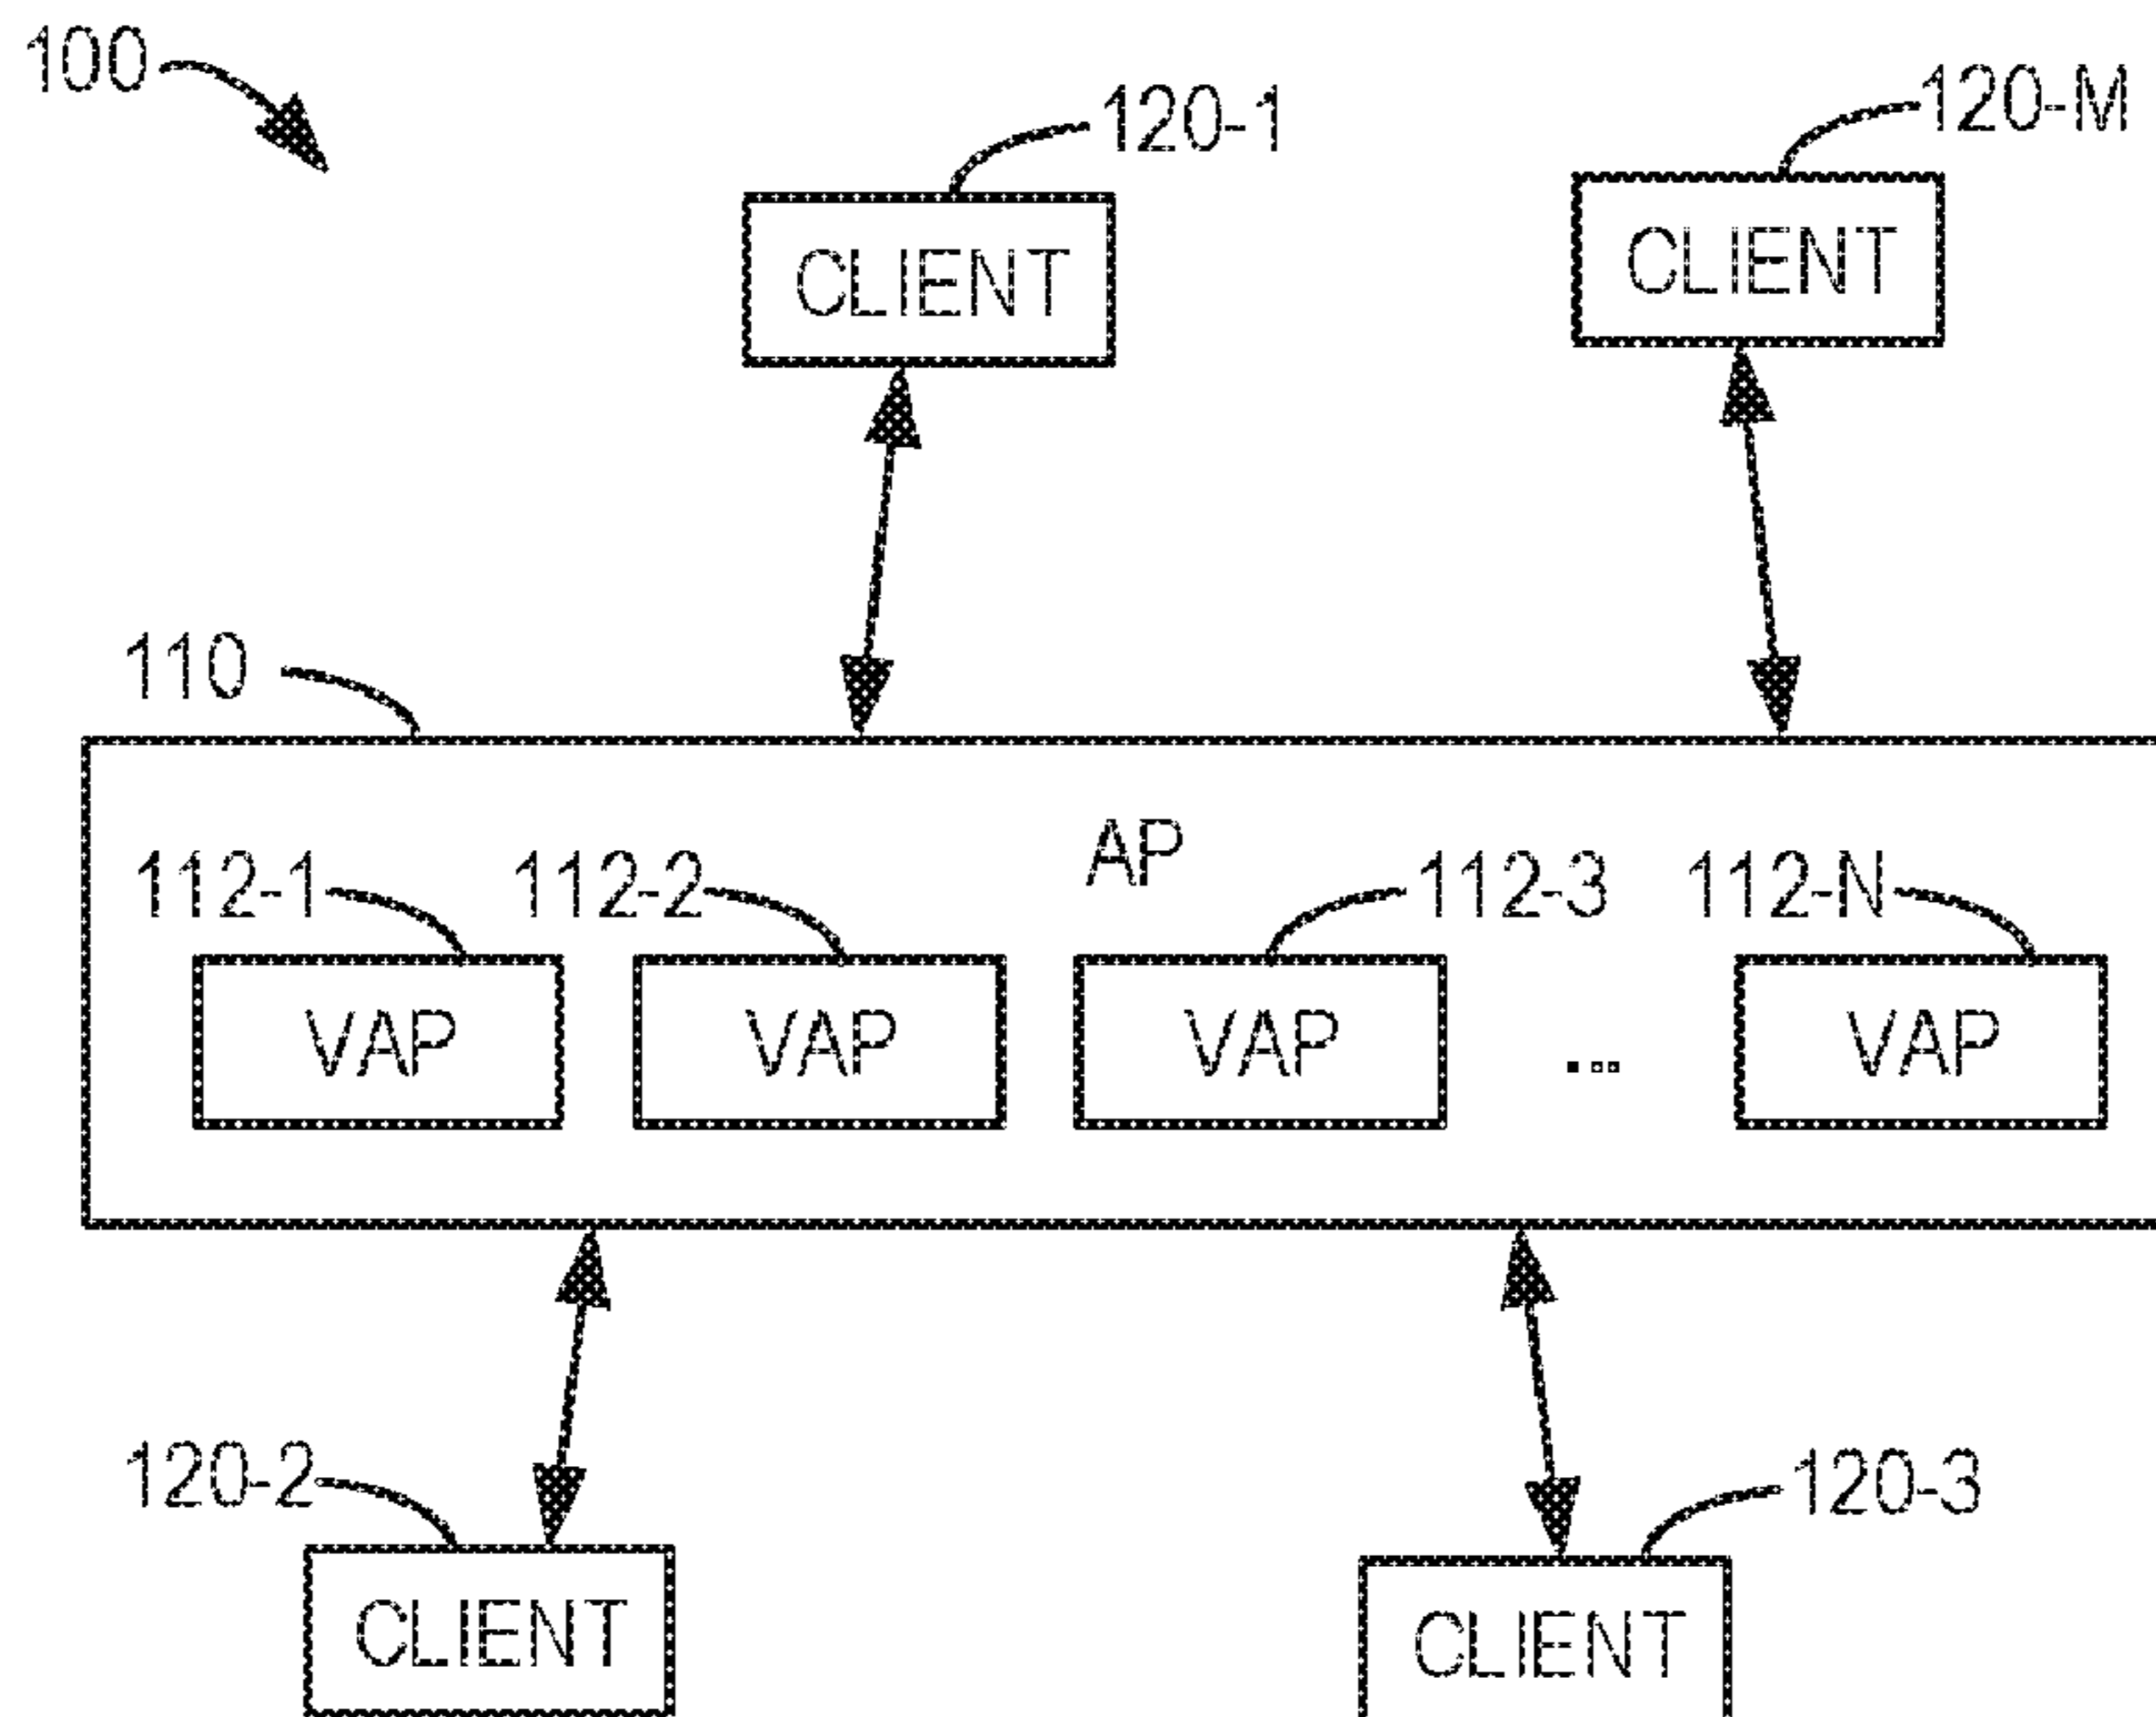 100
120-1
120-M
CLIENT
CLIENT
110
AP
112-1
112-2
112-3
112-N
VAP
VAP
VAP
...
VAP
120-2
120-3
CLIENT
CLIENT